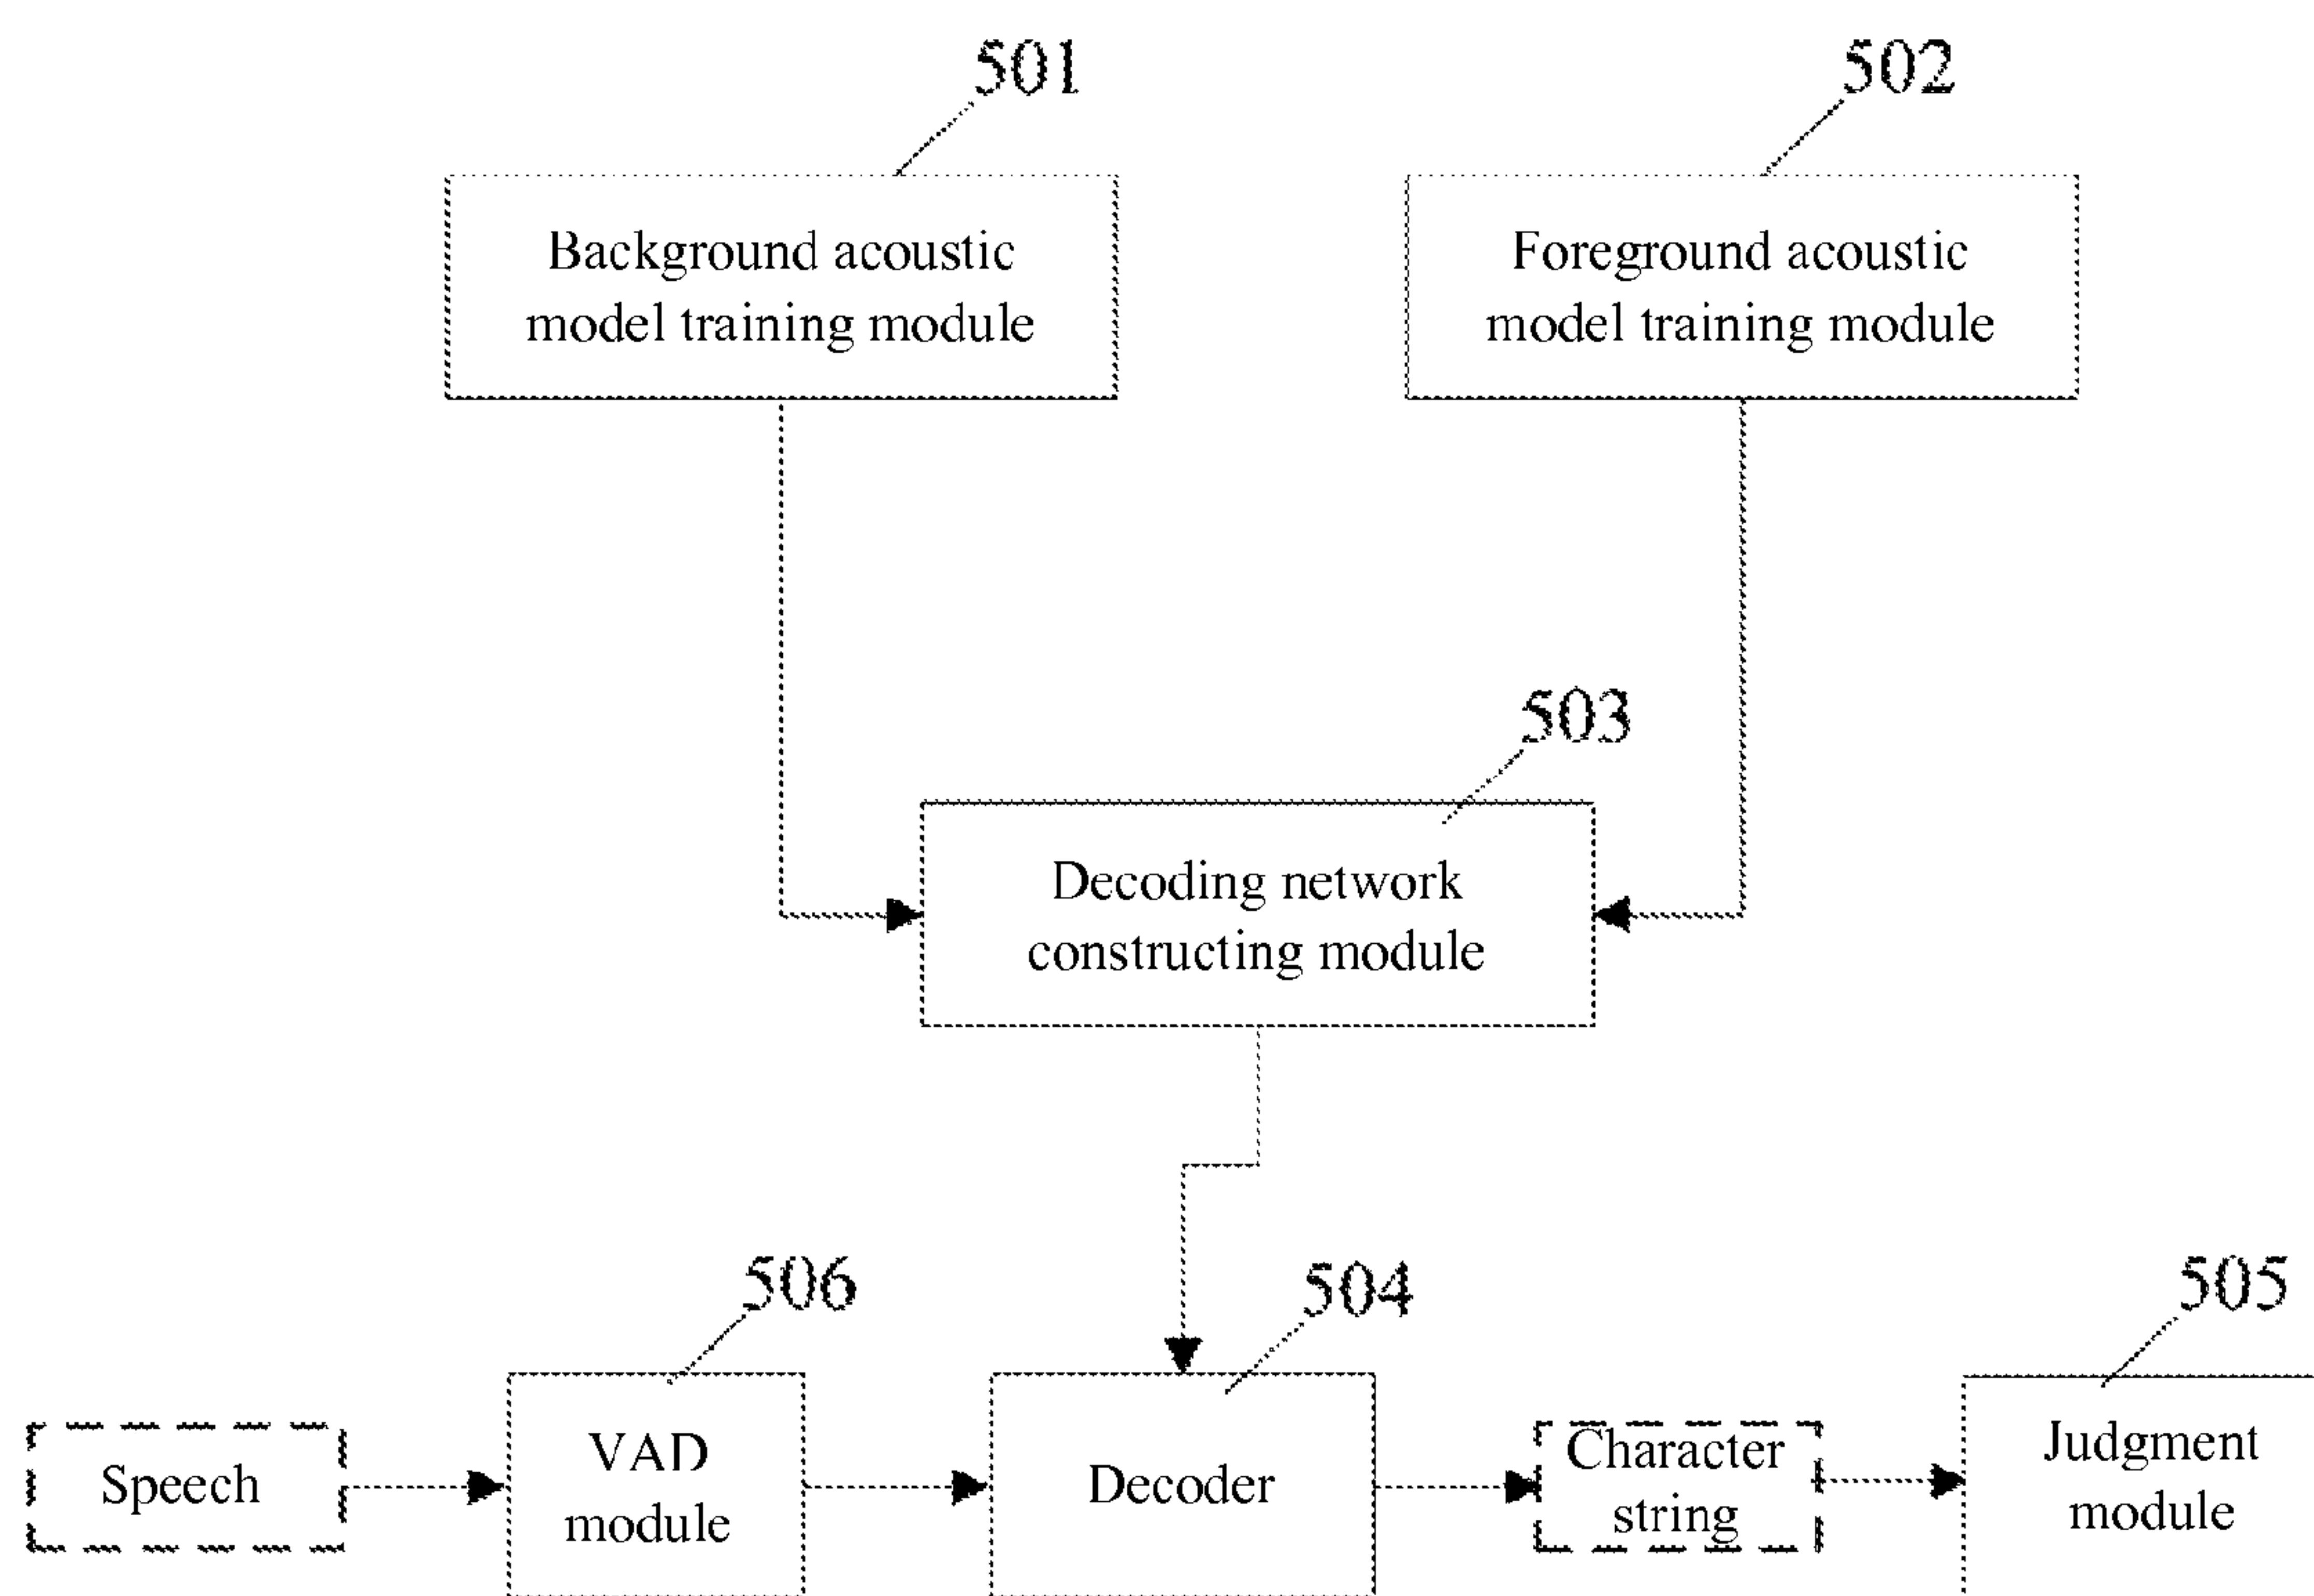 501
502
Background acoustic
model training module
Foreground acoustic
model training module
503
Decoding network
constructing module
506
504
505
Speech
VAD
module
Decoder
Character
string
Judgment
module